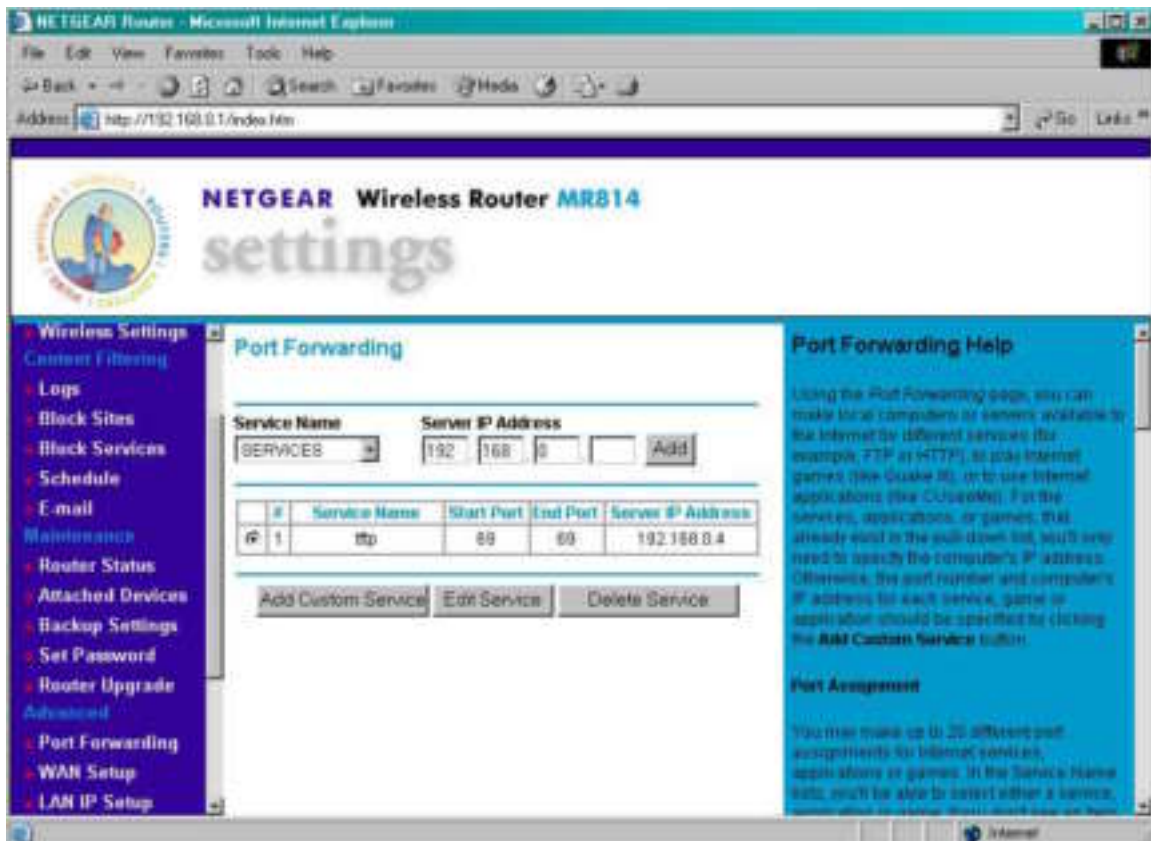 NETGEAR Router - Microsoft Internet Explorer
File Edit View Favorites Tools Help
Back Search Favorites Media
Address http://192.168.0.1/index.htm Go Links »
NETGEAR Wireless Router MR814
settings
Wireless Settings
Content Filtering
Logs
Block Sites
Block Services
Schedule
E-mail
Maintenance
Router Status
Attached Devices
Backup Settings
Set Password
Router Upgrade
Advanced
Port Forwarding
WAN Setup
LAN IP Setup
Port Forwarding
Service Name Server IP Address
SERVICES 192 . 168 . 0 . Add
# Service Name Start Port End Port Server IP Address
1 tftp 69 69 192.168.0.4
Add Custom Service Edit Service Delete Service
Port Forwarding Help
Using the Port Forwarding page, you can
make local computers or servers available to
the Internet for different services (for
example, FTP or HTTP), to play Internet
games (like Quake III), or to use Internet
applications (like CUseeMe). For the
services, applications, or games, that
already exist in the pull-down list, you'll only
need to specify the computer's IP address.
Otherwise, the port number and computer's
IP address for each service, game or
application should be specified by clicking
the Add Custom Service button.
Port Assignment
You may make up to 20 different port
assignments for Internet services,
applications or games. In the Service Name
lists, you'll be able to select either a service,
Internet